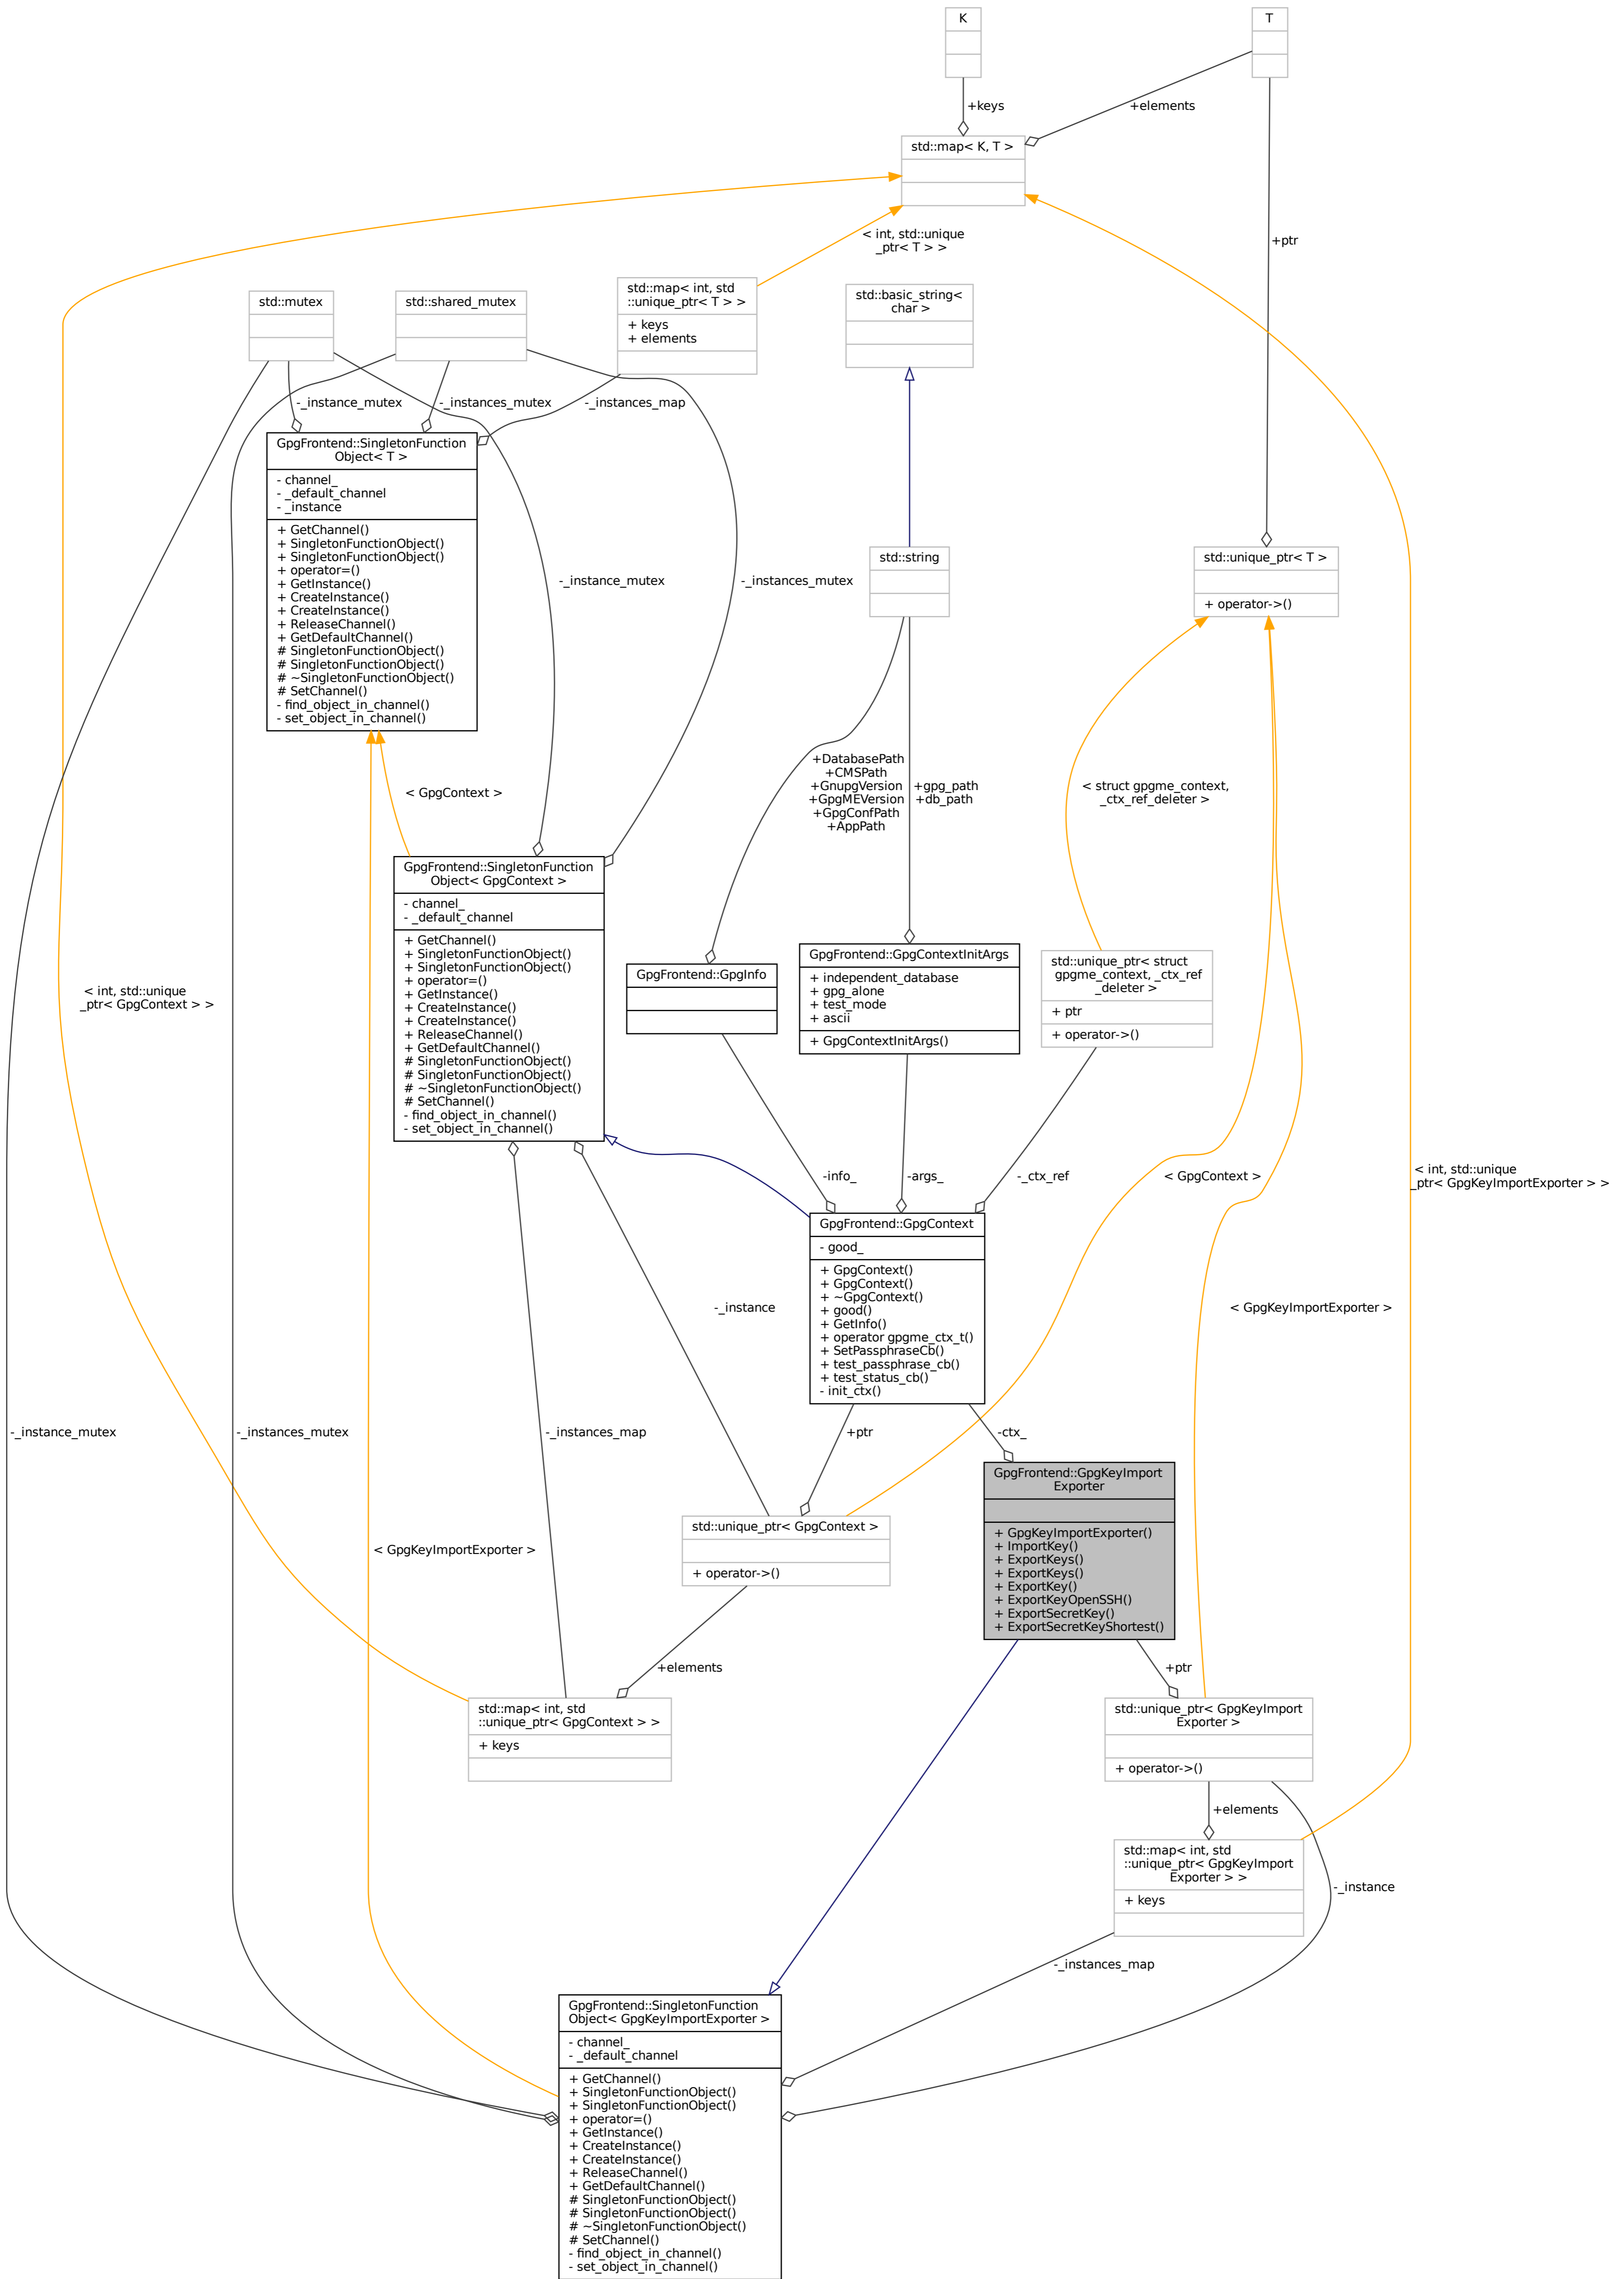 K
T
+keys
+elements
std::map< K, T >
< int, std::unique
_ptr< T > >
+ptr
std::mutex
std::shared_mutex
std::map< int, std
::unique_ptr< T > >
+ keys
+ elements
std::basic_string<
char >
-_instance_mutex
-_instances_mutex
-_instances_map
GpgFrontend::SingletonFunction
Object< T >
- channel_
- _default_channel
- _instance
+ GetChannel()
+ SingletonFunctionObject()
+ SingletonFunctionObject()
+ operator=()
+ GetInstance()
+ CreateInstance()
+ CreateInstance()
+ ReleaseChannel()
+ GetDefaultChannel()
# SingletonFunctionObject()
# SingletonFunctionObject()
# ~SingletonFunctionObject()
# SetChannel()
- find_object_in_channel()
- set_object_in_channel()
-_instance_mutex
-_instances_mutex
std::string
std::unique_ptr< T >
+ operator->()
< GpgContext >
+DatabasePath
+CMSPath
+GnupgVersion
+GpgMEVersion
+GpgConfPath
+AppPath
+gpg_path
+db_path
< struct gpgme_context,
_ctx_ref_deleter >
GpgFrontend::SingletonFunction
Object< GpgContext >
- channel_
- _default_channel
+ GetChannel()
+ SingletonFunctionObject()
+ SingletonFunctionObject()
+ operator=()
+ GetInstance()
+ CreateInstance()
+ CreateInstance()
+ ReleaseChannel()
+ GetDefaultChannel()
# SingletonFunctionObject()
# SingletonFunctionObject()
# ~SingletonFunctionObject()
# SetChannel()
- find_object_in_channel()
- set_object_in_channel()
GpgFrontend::GpgInfo
GpgFrontend::GpgContextInitArgs
+ independent_database
+ gpg_alone
+ test_mode
+ ascii
+ GpgContextInitArgs()
std::unique_ptr< struct
gpgme_context, _ctx_ref
_deleter >
+ ptr
+ operator->()
< int, std::unique
_ptr< GpgContext > >
-info_
-args_
-_ctx_ref
< GpgContext >
< int, std::unique
_ptr< GpgKeyImportExporter > >
GpgFrontend::GpgContext
- good_
+ GpgContext()
+ GpgContext()
+ ~GpgContext()
+ good()
+ GetInfo()
+ operator gpgme_ctx_t()
+ SetPassphraseCb()
+ test_passphrase_cb()
+ test_status_cb()
- init_ctx()
-_instance
< GpgKeyImportExporter >
-_instance_mutex
-_instances_mutex
-_instances_map
+ptr
-ctx_
GpgFrontend::GpgKeyImport
Exporter
+ GpgKeyImportExporter()
+ ImportKey()
+ ExportKeys()
+ ExportKeys()
+ ExportKey()
+ ExportKeyOpenSSH()
+ ExportSecretKey()
+ ExportSecretKeyShortest()
std::unique_ptr< GpgContext >
+ operator->()
< GpgKeyImportExporter >
+elements
+ptr
std::map< int, std
::unique_ptr< GpgContext > >
+ keys
std::unique_ptr< GpgKeyImport
Exporter >
+ operator->()
+elements
std::map< int, std
::unique_ptr< GpgKeyImport
Exporter > >
+ keys
-_instance
-_instances_map
GpgFrontend::SingletonFunction
Object< GpgKeyImportExporter >
- channel_
- _default_channel
+ GetChannel()
+ SingletonFunctionObject()
+ SingletonFunctionObject()
+ operator=()
+ GetInstance()
+ CreateInstance()
+ CreateInstance()
+ ReleaseChannel()
+ GetDefaultChannel()
# SingletonFunctionObject()
# SingletonFunctionObject()
# ~SingletonFunctionObject()
# SetChannel()
- find_object_in_channel()
- set_object_in_channel()